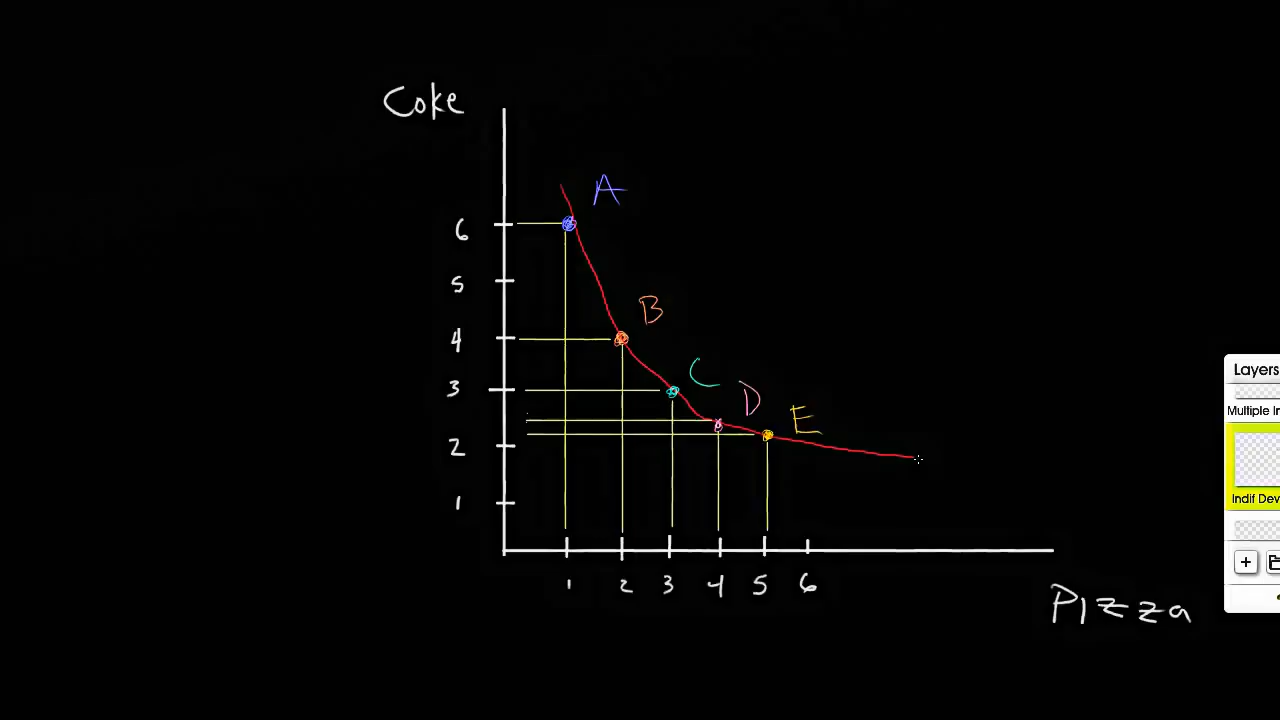 Coke
A
6
5
B
4
C
3
D
E
2
1
1 2 3 4 5 6
Pizza
Layers
Multiple In
Indif Dev
+